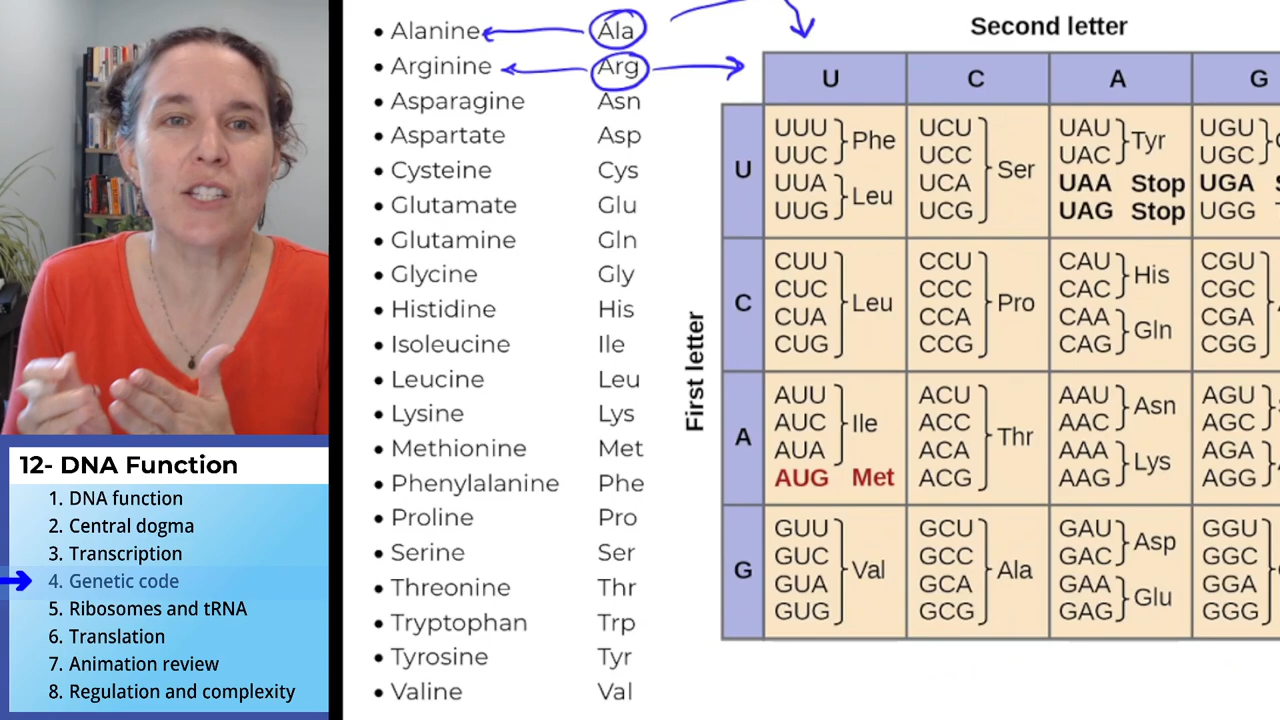 Alanine Ala
Arginine Arg
Asparagine Asn
Aspartate Asp
Cysteine Cys
Glutamate Glu
Glutamine Gln
Glycine Gly
Histidine His
Isoleucine Ile
Leucine Leu
Lysine Lys
Methionine Met
Phenylalanine Phe
Proline Pro
Serine Ser
Threonine Thr
Tryptophan Trp
Tyrosine Tyr
Valine Val
Second letter
U C A G
First letter
U
UUU
UUC
Phe
UUA
UUG
Leu
UCU
UCC
UCA
UCG
Ser
UAU
UAC
Tyr
UAA Stop
UAG Stop
UGU
UGC
UGA
UGG
C
CUU
CUC
CUA
CUG
Leu
CCU
CCC
CCA
CCG
Pro
CAU
CAC
His
CAA
CAG
Gln
CGU
CGC
CGA
CGG
A
AUU
AUC
AUA
Ile
AUG Met
ACU
ACC
ACA
ACG
Thr
AAU
AAC
Asn
AAA
AAG
Lys
AGU
AGC
AGA
AGG
G
GUU
GUC
GUA
GUG
Val
GCU
GCC
GCA
GCG
Ala
GAU
GAC
Asp
GAA
GAG
Glu
GGU
GGC
GGA
GGG
12- DNA Function
1. DNA function
2. Central dogma
3. Transcription
4. Genetic code
5. Ribosomes and tRNA
6. Translation
7. Animation review
8. Regulation and complexity